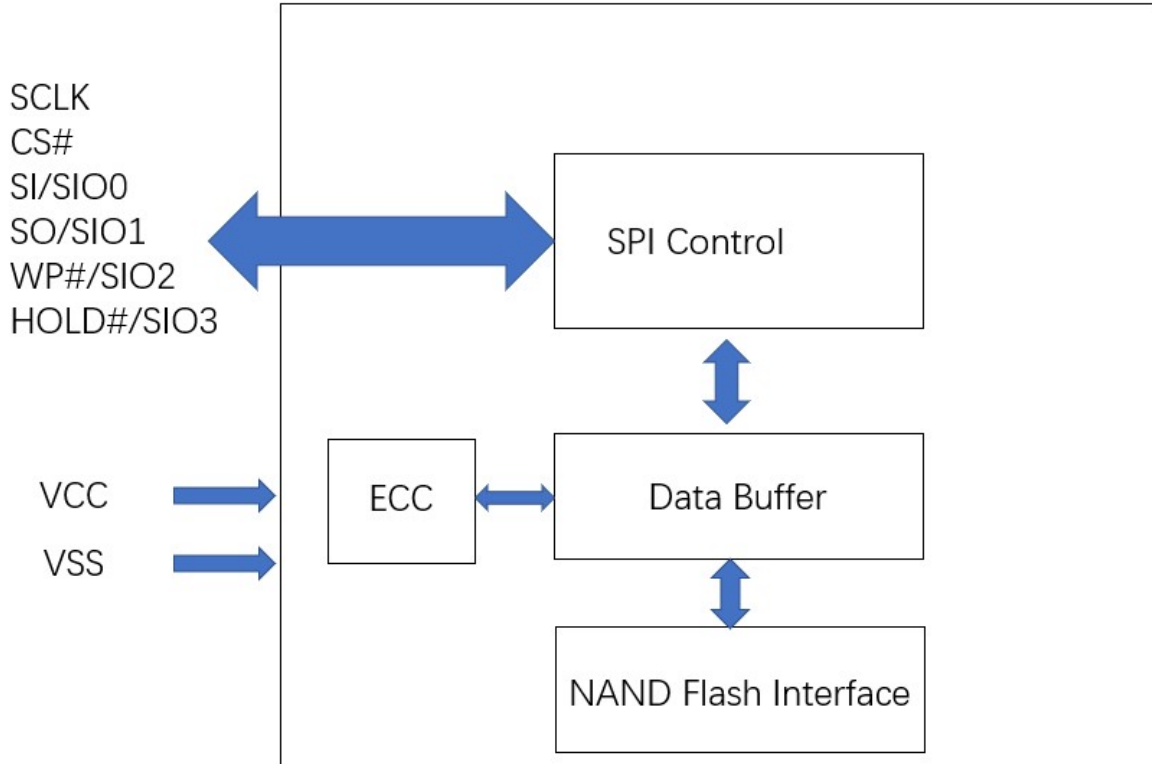 SCLK
CS#
SI/SIO0
SO/SIO1
WP#/SIO2
HOLD#/SIO3
SPI Control
VCC
VSS
ECC
Data Buffer
NAND Flash Interface